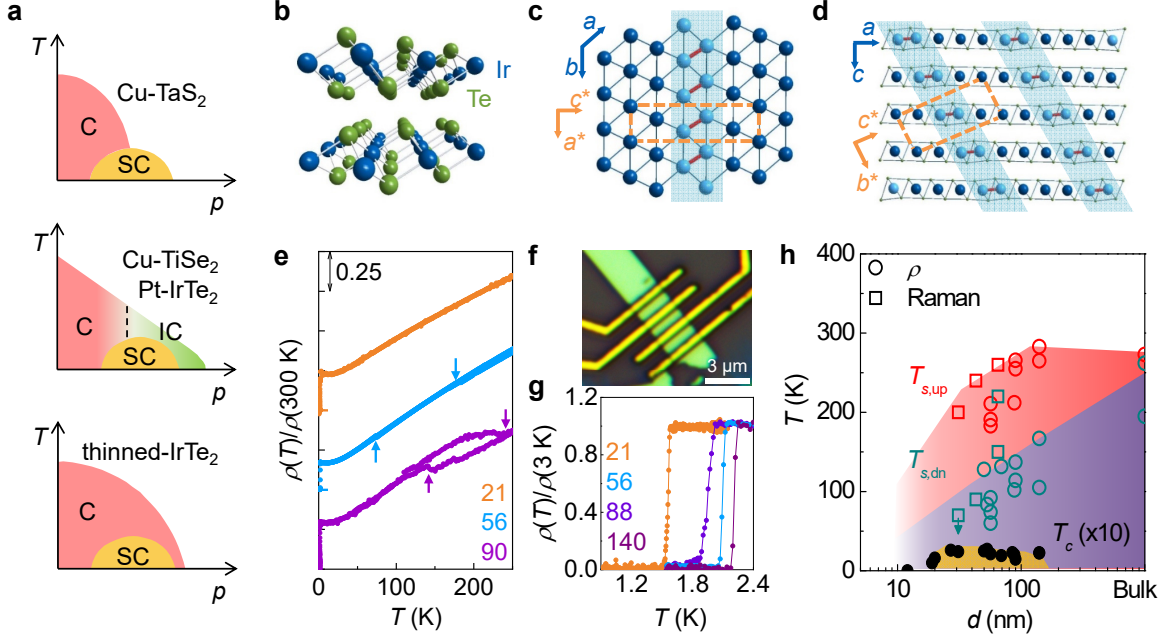 a
T
Cu-TaS2
C
SC
p
T
Cu-TiSe2
Pt-IrTe2
C
IC
SC
p
T
thinned-IrTe2
C
SC
p
b
Ir
Te
c
a
b
c*
a*
d
a
c
c*
b*
e
0.25
ρ(T)/ρ(300 K)
21
56
90
0 100 200
T (K)
f
3 μm
g
1.2
0.8
0.4
0.0
ρ(T)/ρ(3 K)
21
56
88
140
1.2 1.8 2.4
T (K)
h
ρ
Raman
400
300
200
100
0
T (K)
Ts,up
Ts,dn
Tc (x10)
10 100 Bulk
d (nm)